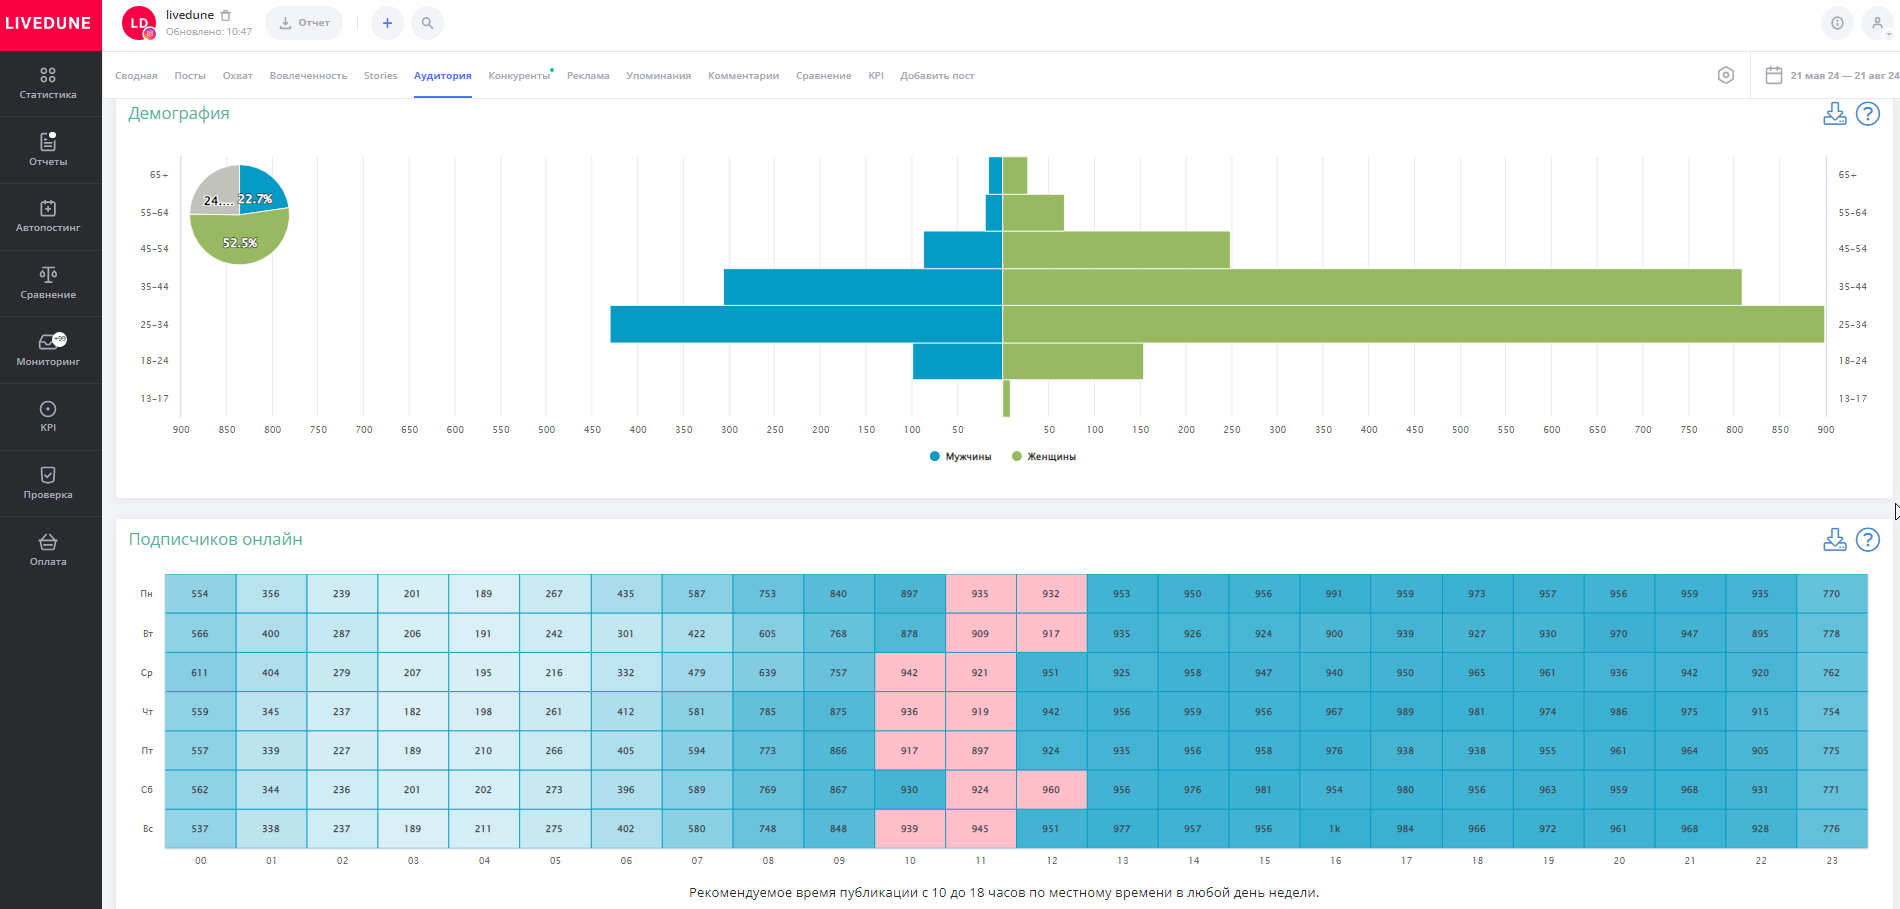 LIVEDUNE
LD
livedune
Обновлено: 10:47
Отчет
Сводная Посты Охват Вовлеченность Stories Аудитория Конкуренты Реклама Упоминания Комментарии Сравнение KPI Добавить пост
21 мая 24 — 21 авг 24
Статистика
Отчеты
Автопостинг
Сравнение
+99
Мониторинг
KPI
Проверка
Оплата
Демография
24.... 22.7%
52.5%
65+ 65+
55-64 55-64
45-54 45-54
35-44 35-44
25-34 25-34
18-24 18-24
13-17 13-17
900 850 800 750 700 650 600 550 500 450 400 350 300 250 200 150 100 50 50 100 150 200 250 300 350 400 450 500 550 600 650 700 750 800 850 900
Мужчины Женщины
Подписчиков онлайн
Пн 554 356 239 201 189 267 435 587 753 840 897 935 932 953 950 956 991 959 973 957 956 959 935 770
Вт 566 400 287 206 191 242 301 422 605 768 878 909 917 935 926 924 900 939 927 930 970 947 895 778
Ср 611 404 279 207 195 216 332 479 639 757 942 921 951 925 958 947 940 950 965 961 936 942 920 762
Чт 559 345 237 182 198 261 412 581 785 875 936 919 942 956 959 956 967 989 981 974 986 975 915 754
Пт 557 339 227 189 210 266 405 594 773 866 917 897 924 935 956 958 976 938 938 955 961 964 905 775
Сб 562 344 236 201 202 273 396 589 769 867 930 924 960 956 976 981 954 980 956 963 959 968 931 771
Вс 537 338 237 189 211 275 402 580 748 848 939 945 951 977 957 956 1k 984 966 972 961 968 928 776
00 01 02 03 04 05 06 07 08 09 10 11 12 13 14 15 16 17 18 19 20 21 22 23
Рекомендуемое время публикации с 10 до 18 часов по местному времени в любой день недели.